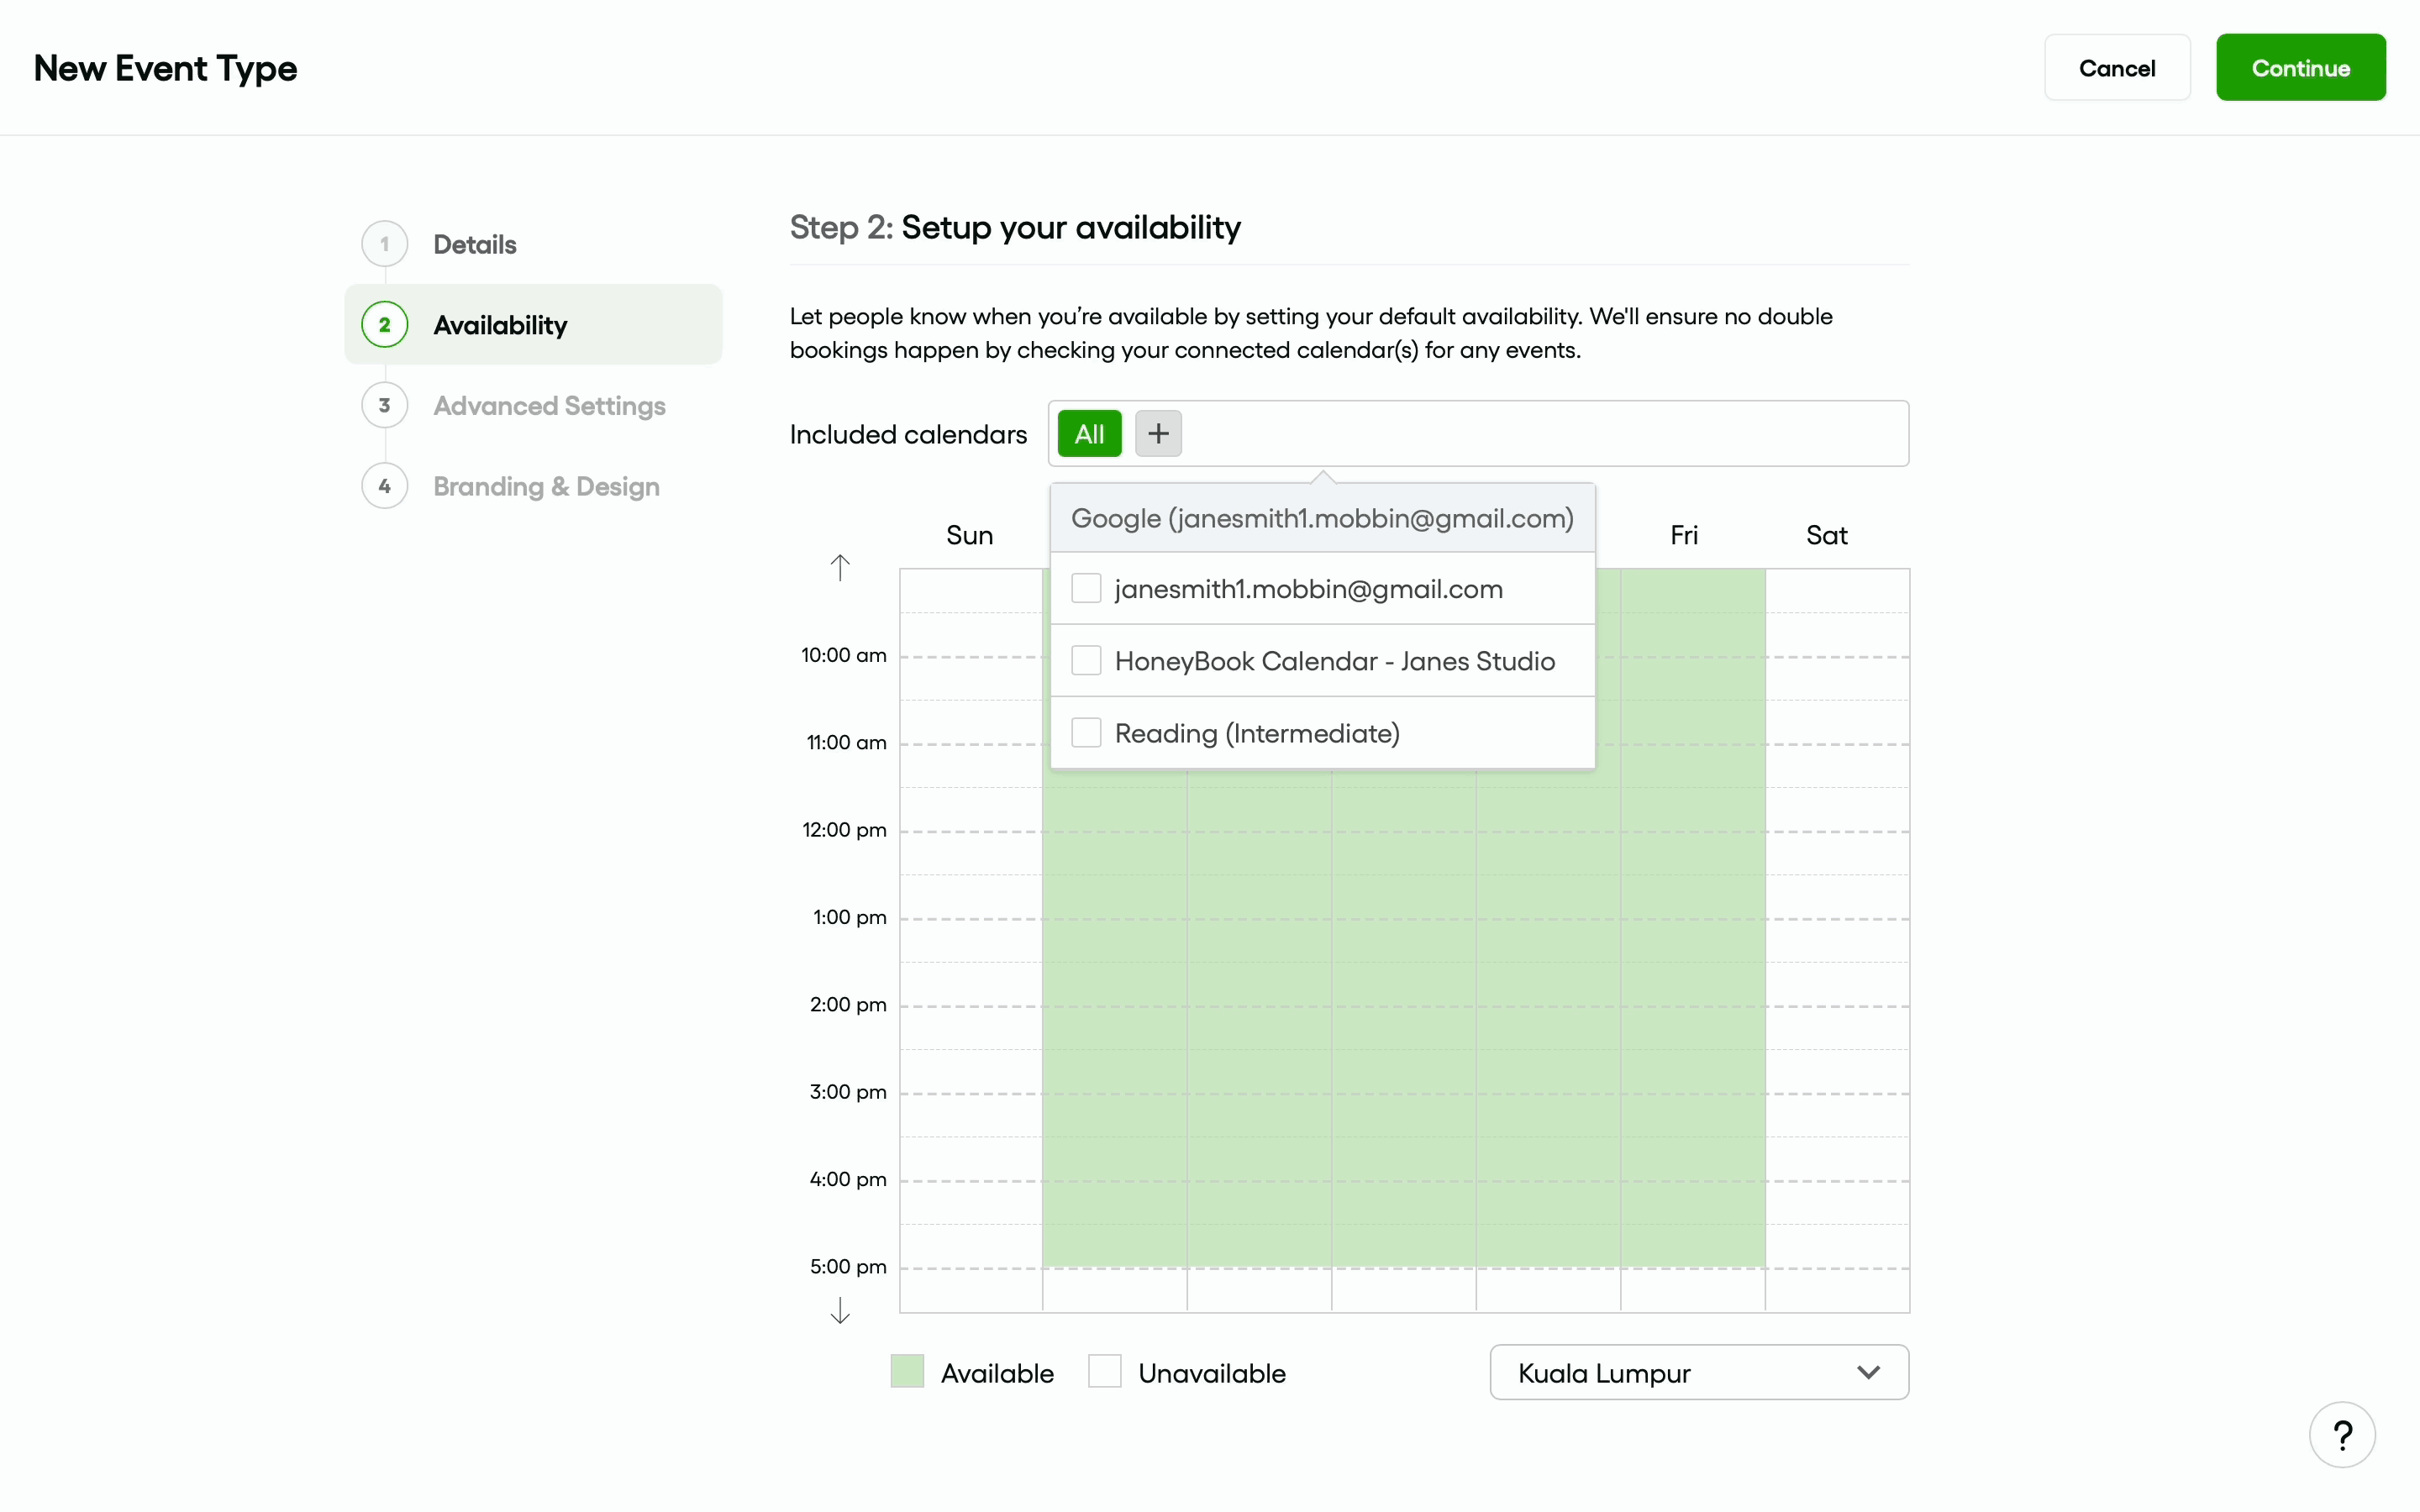 New Event Type
Cancel
Continue
1 Details
2 Availability
3 Advanced Settings
4 Branding & Design
Step 2: Setup your availability
Let people know when you’re available by setting your default availability. We'll ensure no double
bookings happen by checking your connected calendar(s) for any events.
Included calendars All +
Google (janesmith1.mobbin@gmail.com)
janesmith1.mobbin@gmail.com
HoneyBook Calendar - Janes Studio
Reading (Intermediate)
Sun Fri Sat
10:00 am
11:00 am
12:00 pm
1:00 pm
2:00 pm
3:00 pm
4:00 pm
5:00 pm
Available Unavailable Kuala Lumpur
?